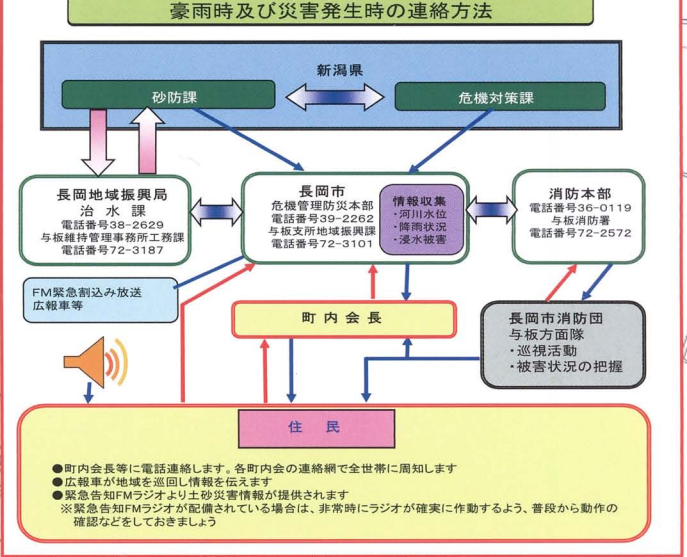 豪雨時及び災害発生時の連絡方法
新潟県
砂防課
危機対策課
長岡地域振興局
治水課
電話番号38-2629
与板維持管理事務所工務課
電話番号72-3187
長岡市
危機管理防災本部
電話番号39-2262
与板支所地域振興課
電話番号72-3101
情報収集
・河川水位
・降雨状況
・浸水被害
消防本部
電話番号36-0119
与板消防署
電話番号72-2572
FM緊急割込み放送
広報車等
町内会長
長岡市消防団
与板方面隊
・巡視活動
・被害状況の把握
住民
●町内会長等に電話連絡します。各町内会の連絡網で全世帯に周知します
●広報車が地域を巡回し情報を伝えます
●緊急告知FMラジオより土砂災害情報が提供されます
※緊急告知FMラジオが配備されている場合は、非常時にラジオが確実に作動するよう、普段から動作の
確認などをしておきましょう